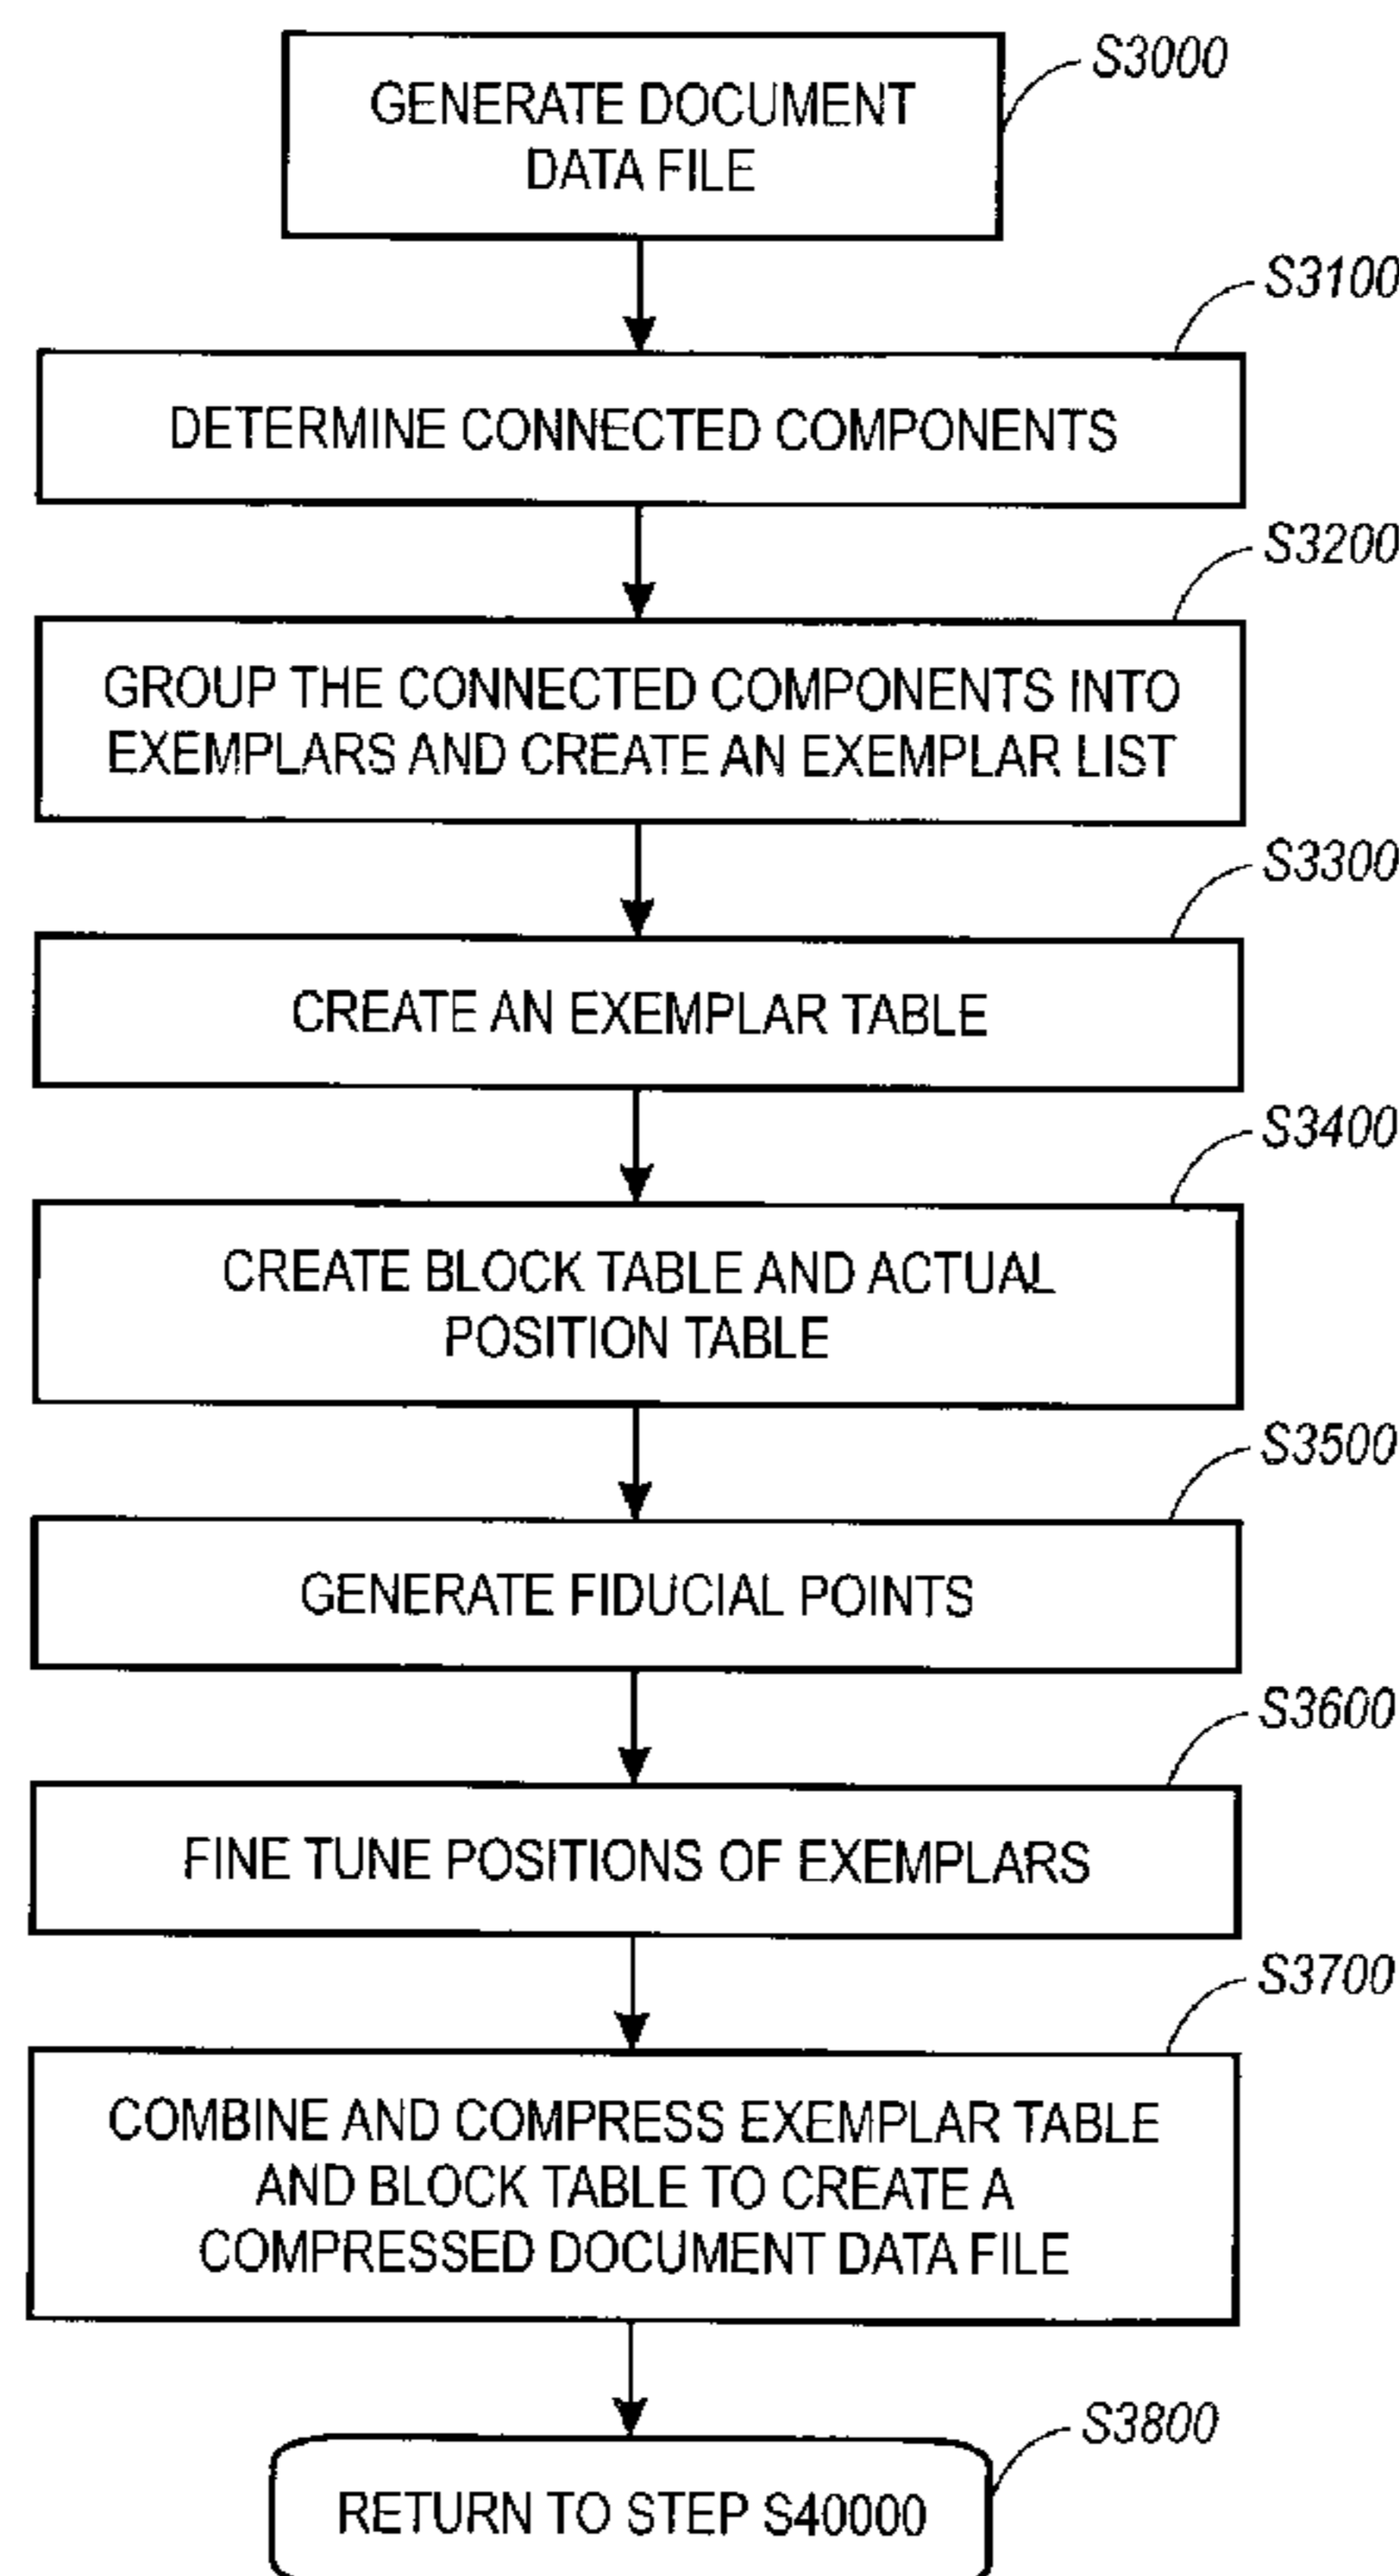 S3000
GENERATE DOCUMENT
DATA FILE
S3100
DETERMINE CONNECTED COMPONENTS
S3200
GROUP THE CONNECTED COMPONENTS INTO
EXEMPLARS AND CREATE AN EXEMPLAR LIST
S3300
CREATE AN EXEMPLAR TABLE
S3400
CREATE BLOCK TABLE AND ACTUAL
POSITION TABLE
S3500
GENERATE FIDUCIAL POINTS
S3600
FINE TUNE POSITIONS OF EXEMPLARS
S3700
COMBINE AND COMPRESS EXEMPLAR TABLE
AND BLOCK TABLE TO CREATE A
COMPRESSED DOCUMENT DATA FILE
S3800
RETURN TO STEP S40000